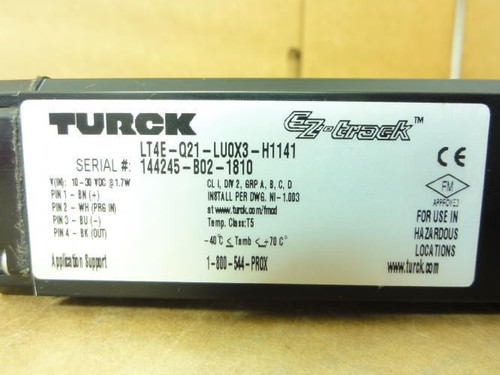 TURCK EZ-track™
LT4E-Q21-LU0X3-H1141
SERIAL #: 144245-B02-1810
V(IN): 10-30 VDC @ 1.7W
PIN 1 - BN (+)
PIN 2 - WH (PRG IN)
PIN 3 - BU (-)
PIN 4 - BK (OUT)
Application Support
CL I, DIV 2, GRP A, B, C, D
INSTALL PER DWG. NI-1.003
at www.turck.com/fmcd
Temp. Class: T5
-40°C ≤ Tamb ≤ +70 C°
1-800-544-PROX
CE
FM
APPROVED
FOR USE IN
HAZARDOUS
LOCATIONS
www.turck.com